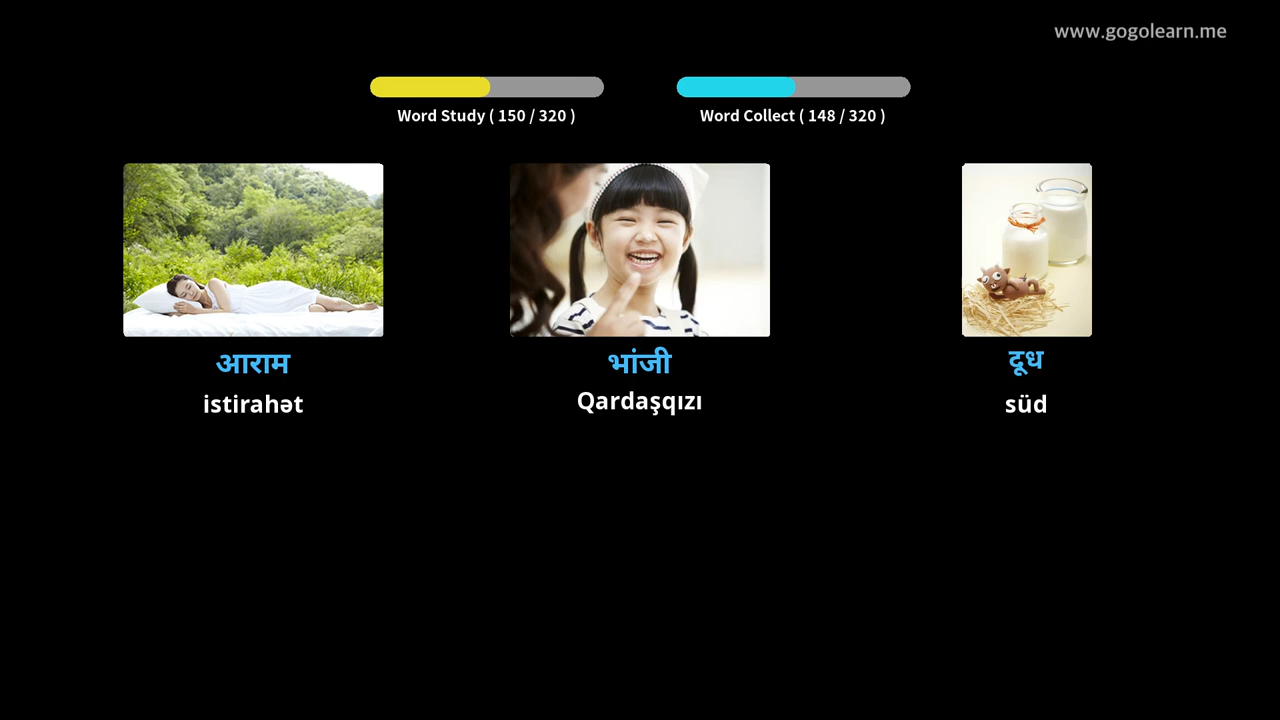 www.gogolearn.me
Word Study ( 150 / 320 )
Word Collect ( 148 / 320 )
आराम
istirahət
भांजी
Qardaşqızı
दूध
süd